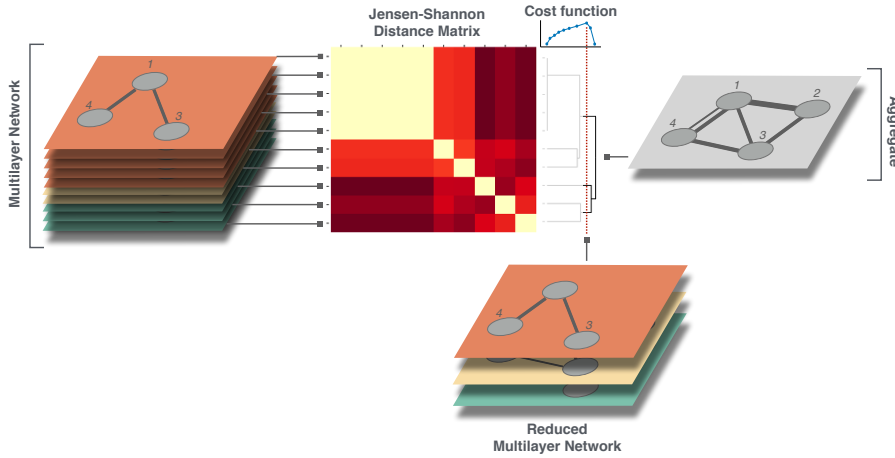 Jensen-Shannon
Distance Matrix
Cost function
Multilayer Network
1
4
3
1
2
4
3
Aggregate
4
3
Reduced
Multilayer Network